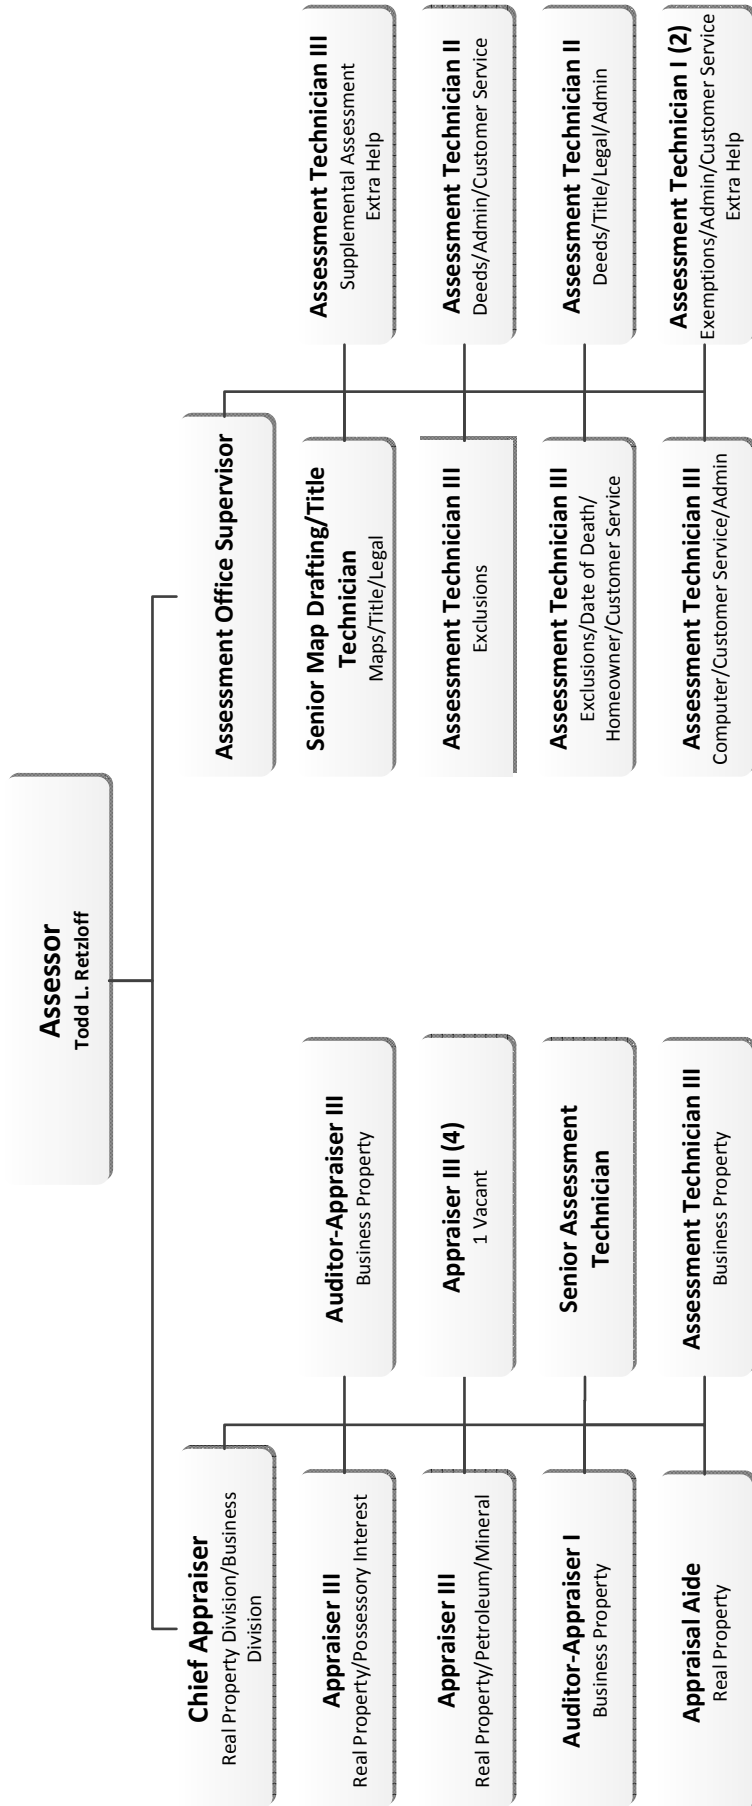 Assessor
Todd L. Retzloff
Chief Appraiser
Real Property Division/Business
Division
Appraiser III
Real Property/Possessory Interest
Appraiser III
Real Property/Petroleum/Mineral
Auditor-Appraiser I
Business Property
Appraisal Aide
Real Property
Auditor-Appraiser III
Business Property
Appraiser III (4)
1 Vacant
Senior Assessment
Technician
Assessment Technician III
Business Property
Assessment Office Supervisor
Senior Map Drafting/Title
Technician
Maps/Title/Legal
Assessment Technician III
Exclusions
Assessment Technician III
Exclusions/Date of Death/
Homeowner/Customer Service
Assessment Technician III
Computer/Customer Service/Admin
Assessment Technician III
Supplemental Assessment
Extra Help
Assessment Technician II
Deeds/Admin/Customer Service
Assessment Technician II
Deeds/Title/Legal/Admin
Assessment Technician I (2)
Exemptions/Admin/Customer Service
Extra Help